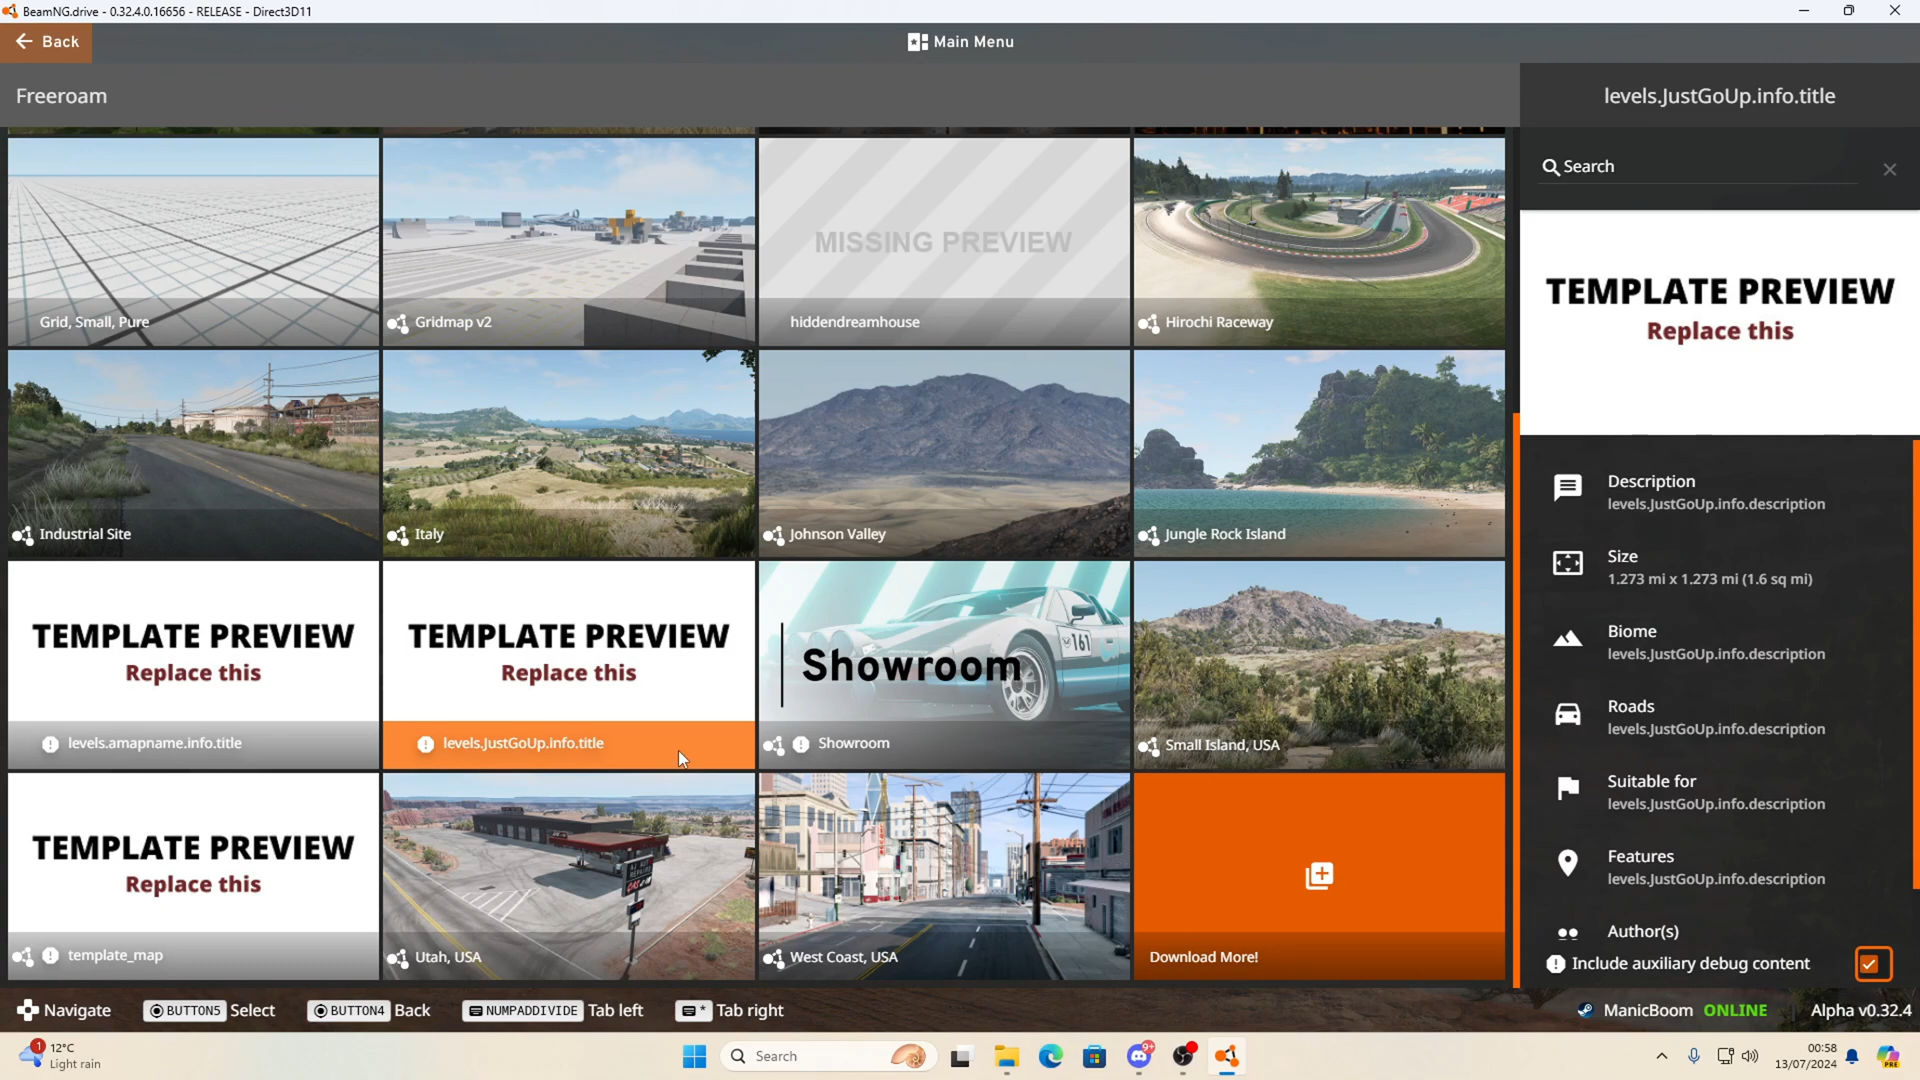 BeamNG.drive - 0.32.4.0.16656 - RELEASE - Direct3D11
Back
Main Menu
Freeroam
levels.JustGoUp.info.title
Search
Grid, Small, Pure
Gridmap v2
MISSING PREVIEW
hiddendreamhouse
Hirochi Raceway
TEMPLATE PREVIEW
Replace this
Industrial Site
Italy
Johnson Valley
Jungle Rock Island
Description
levels.JustGoUp.info.description
Size
1.273 mi x 1.273 mi (1.6 sq mi)
Biome
levels.JustGoUp.info.description
Roads
levels.JustGoUp.info.description
Suitable for
levels.JustGoUp.info.description
Features
levels.JustGoUp.info.description
Author(s)
Include auxiliary debug content
TEMPLATE PREVIEW
Replace this
levels.amapname.info.title
TEMPLATE PREVIEW
Replace this
levels.JustGoUp.info.title
Showroom
161
Showroom
Small Island, USA
TEMPLATE PREVIEW
Replace this
template_map
Utah, USA
West Coast, USA
Download More!
Navigate
BUTTON5 Select
BUTTON4 Back
NUMPADDIVIDE Tab left
* Tab right
ManicBoom ONLINE
Alpha v0.32.4
1
12°C
Light rain
Search
9+
00:58
13/07/2024
PRE